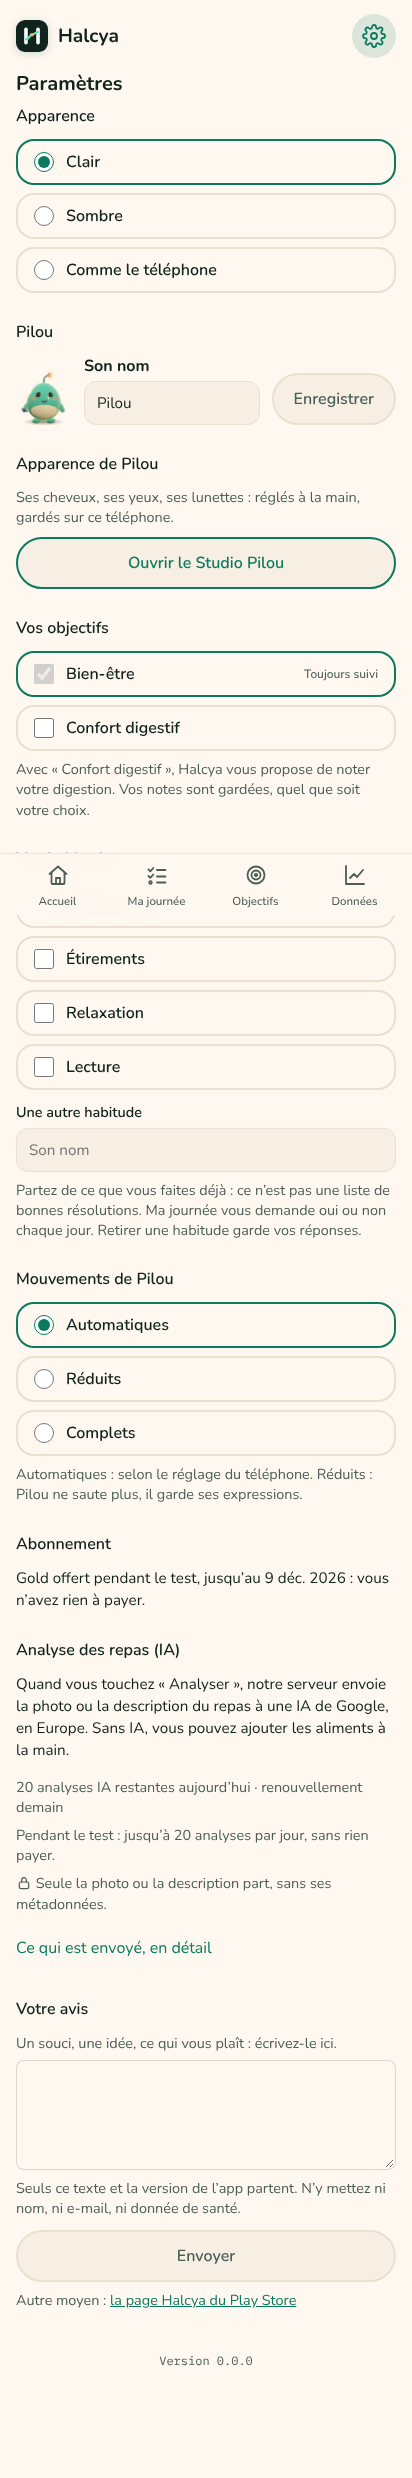 Halcya
Paramètres
Apparence
Clair
Sombre
Comme le téléphone
Pilou
Son nom
Pilou
Enregistrer
Apparence de Pilou
Ses cheveux, ses yeux, ses lunettes : réglés à la main,
gardés sur ce téléphone.
Ouvrir le Studio Pilou
Vos objectifs
Bien-être
Toujours suivi
Confort digestif
Avec « Confort digestif », Halcya vous propose de noter
votre digestion. Vos notes sont gardées, quel que soit
votre choix.
Accueil
Ma journée
Objectifs
Données
Étirements
Relaxation
Lecture
Une autre habitude
Son nom
Partez de ce que vous faites déjà : ce n’est pas une liste de
bonnes résolutions. Ma journée vous demande oui ou non
chaque jour. Retirer une habitude garde vos réponses.
Mouvements de Pilou
Automatiques
Réduits
Complets
Automatiques : selon le réglage du téléphone. Réduits :
Pilou ne saute plus, il garde ses expressions.
Abonnement
Gold offert pendant le test, jusqu’au 9 déc. 2026 : vous
n’avez rien à payer.
Analyse des repas (IA)
Quand vous touchez « Analyser », notre serveur envoie
la photo ou la description du repas à une IA de Google,
en Europe. Sans IA, vous pouvez ajouter les aliments à
la main.
20 analyses IA restantes aujourd’hui · renouvellement
demain
Pendant le test : jusqu’à 20 analyses par jour, sans rien
payer.
Seule la photo ou la description part, sans ses
métadonnées.
Ce qui est envoyé, en détail
Votre avis
Un souci, une idée, ce qui vous plaît : écrivez-le ici.
Seuls ce texte et la version de l’app partent. N’y mettez ni
nom, ni e-mail, ni donnée de santé.
Envoyer
Autre moyen : la page Halcya du Play Store
Version 0.0.0